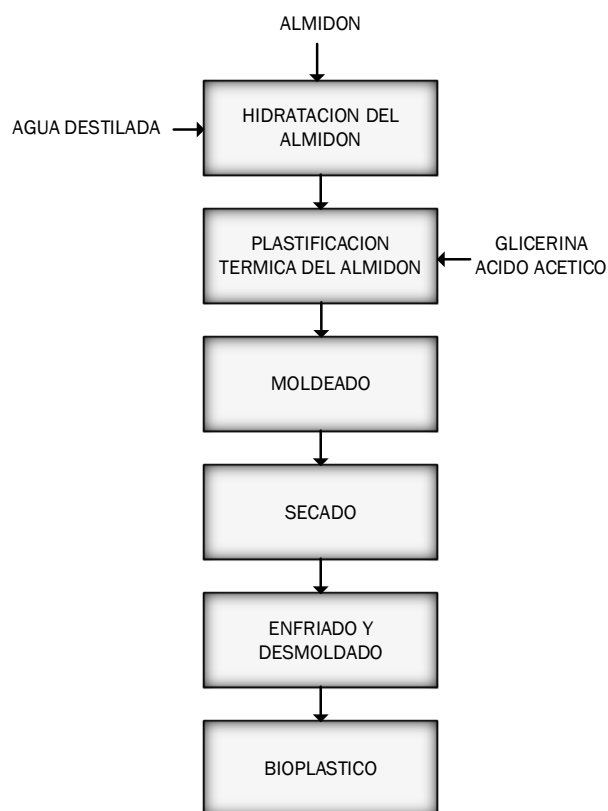 ALMIDON
AGUA DESTILADA
HIDRATACION DEL
ALMIDON
PLASTIFICACION
TERMICA DEL ALMIDON
GLICERINA
ACIDO ACETICO
MOLDEADO
SECADO
ENFRIADO Y
DESMOLDADO
BIOPLASTICO